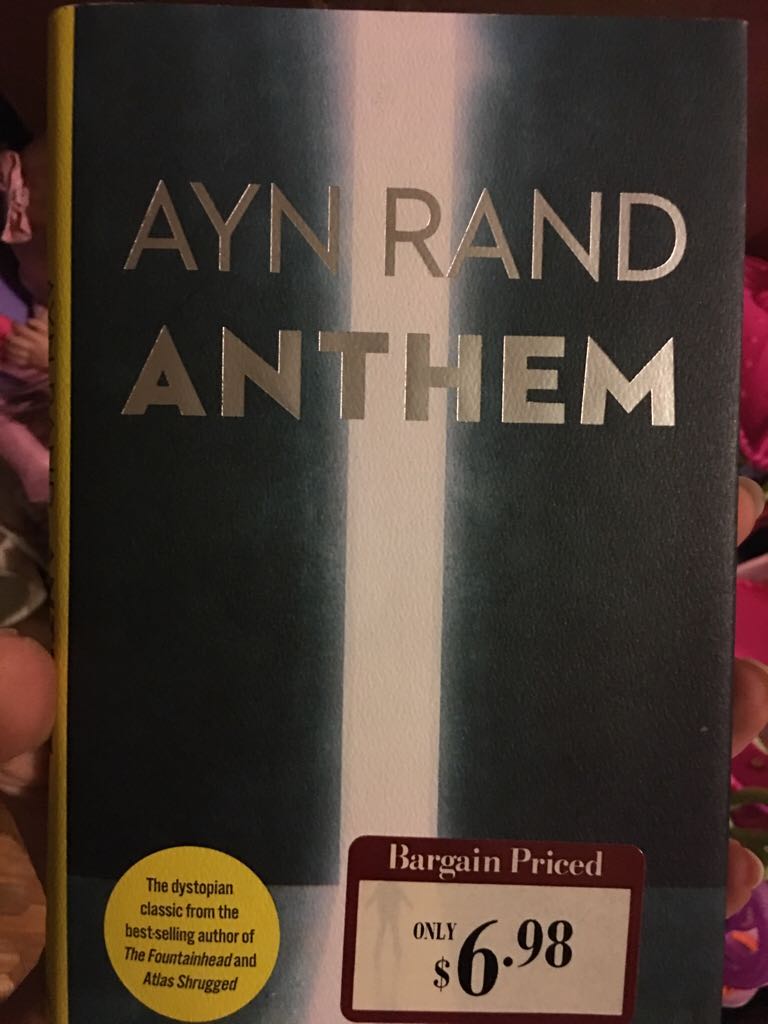 AYN RAND
ANTHEM
The dystopian
classic from the
best-selling author of
The Fountainhead and
Atlas Shrugged
Bargain Priced
ONLY
$6.98